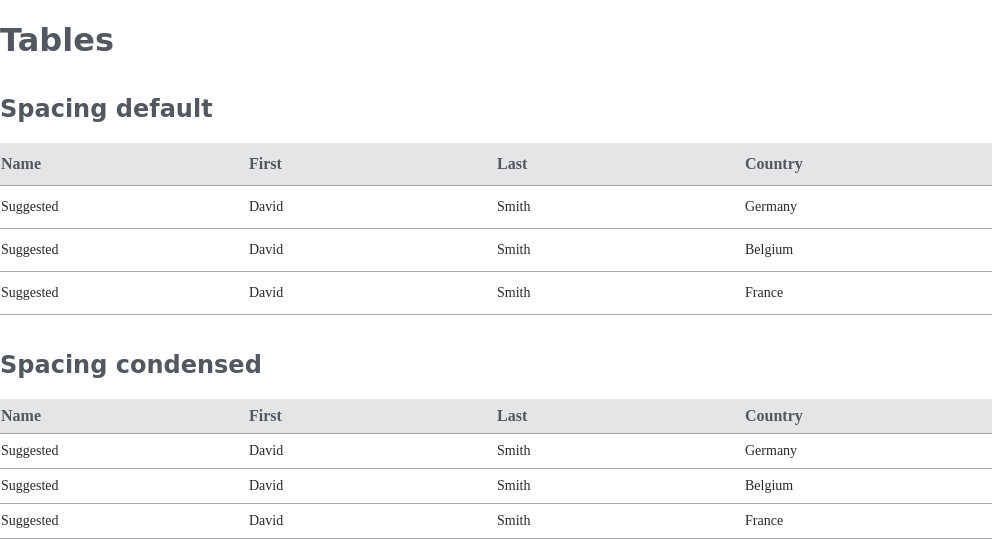 Tables
Spacing default
Name First Last Country
Suggested David Smith Germany
Suggested David Smith Belgium
Suggested David Smith France
Spacing condensed
Name First Last Country
Suggested David Smith Germany
Suggested David Smith Belgium
Suggested David Smith France